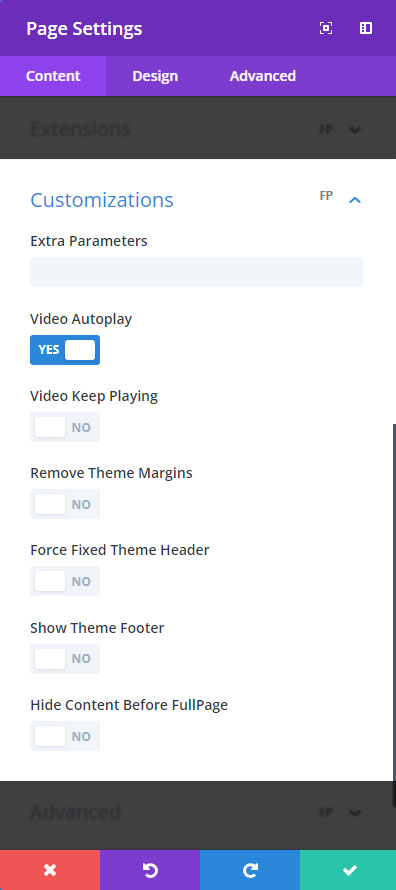 Page Settings
Content Design Advanced
Extensions FP
Customizations FP
Extra Parameters
Video Autoplay
YES
Video Keep Playing
NO
Remove Theme Margins
NO
Force Fixed Theme Header
NO
Show Theme Footer
NO
Hide Content Before FullPage
NO
Advanced FP